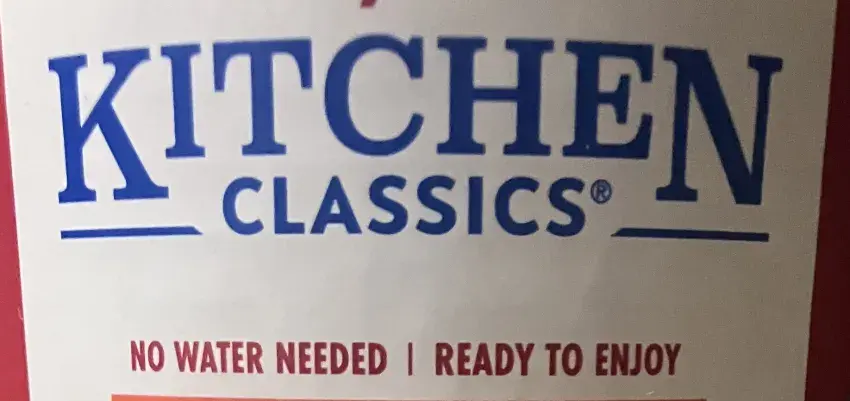 KITCHEN
CLASSICS®
NO WATER NEEDED | READY TO ENJOY